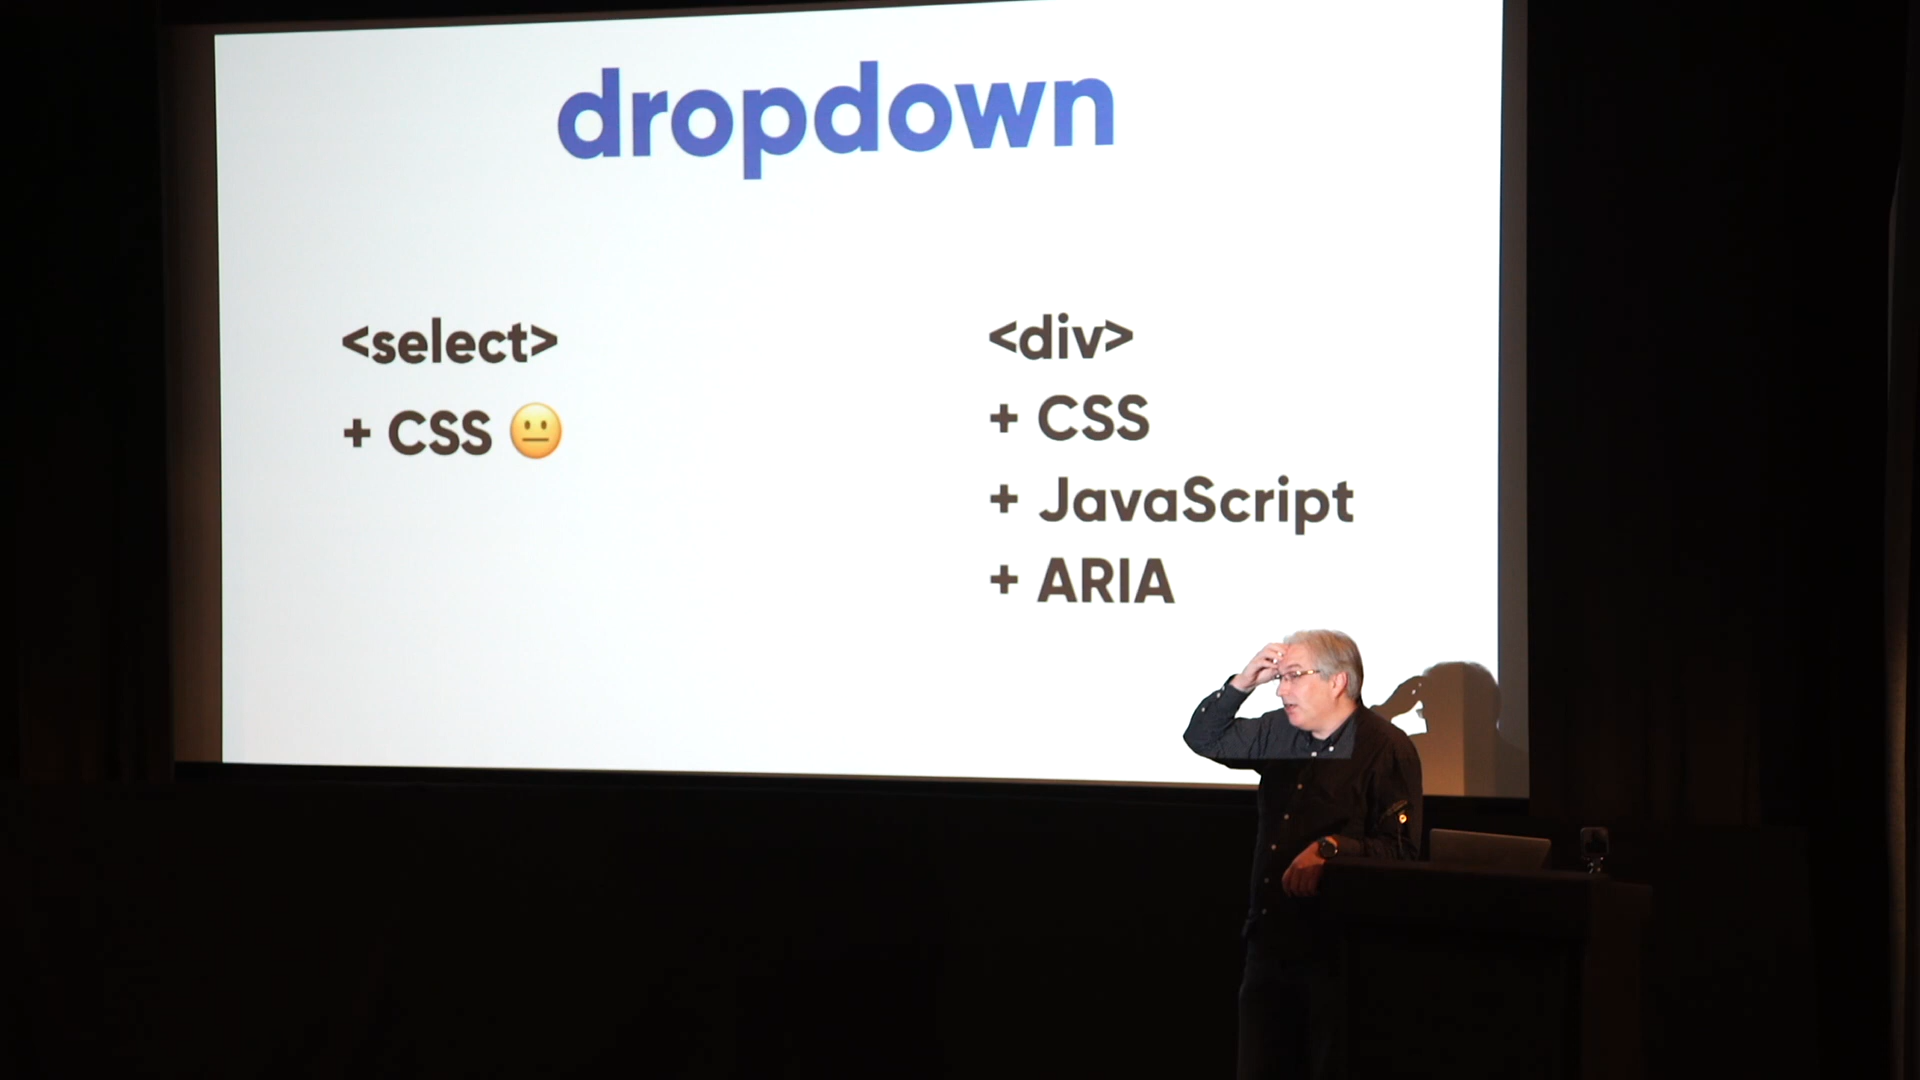 dropdown
<select>
+ CSS 😐
<div>
+ CSS
+ JavaScript
+ ARIA